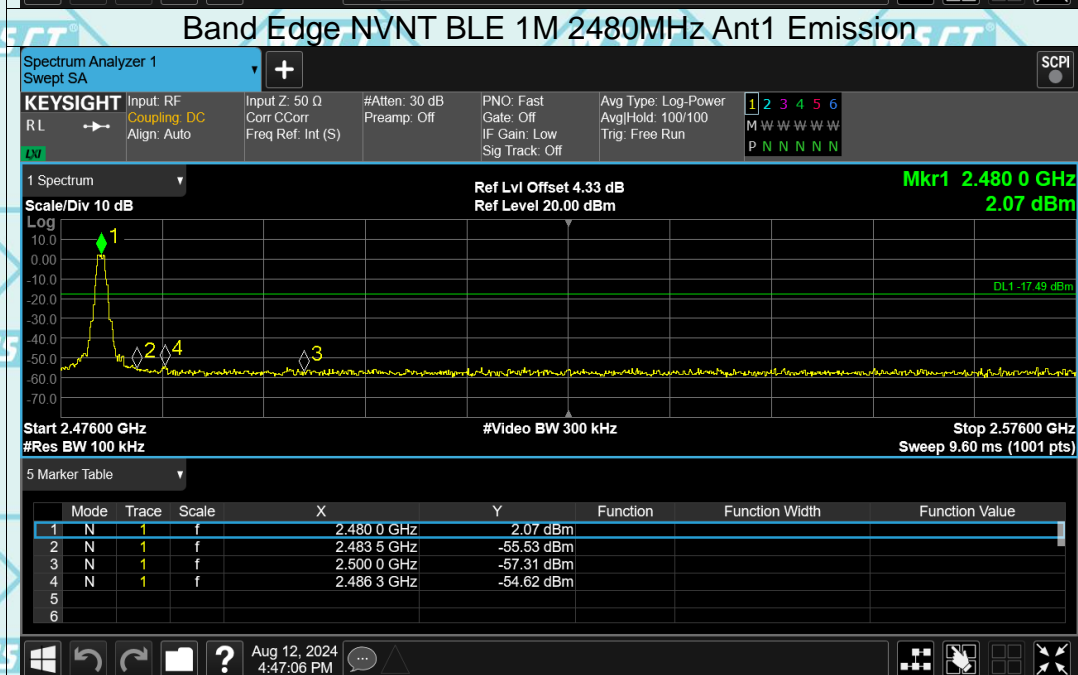 Band Edge NVNT BLE 1M 2480MHz Ant1 Emission
Spectrum Analyzer 1
Swept SA
+
SCPI
KEYSIGHT
R L
LXI
Input: RF
Coupling: DC
Align: Auto
Input Z: 50 Ω
Corr CCorr
Freq Ref: Int (S)
#Atten: 30 dB
Preamp: Off
PNO: Fast
Gate: Off
IF Gain: Low
Sig Track: Off
Avg Type: Log-Power
Avg|Hold: 100/100
Trig: Free Run
1 2 3 4 5 6
M W W W W W
P N N N N N
1 Spectrum
Scale/Div 10 dB
Ref Lvl Offset 4.33 dB
Ref Level 20.00 dBm
Mkr1 2.480 0 GHz
2.07 dBm
Log
10.0
0.00
-10.0
-20.0
-30.0
-40.0
-50.0
-60.0
-70.0
1
2
4
3
DL1 -17.49 dBm
Start 2.47600 GHz
#Res BW 100 kHz
#Video BW 300 kHz
Stop 2.57600 GHz
Sweep 9.60 ms (1001 pts)
5 Marker Table
Mode Trace Scale X Y Function Function Width Function Value
1 N 1 f 2.480 0 GHz 2.07 dBm
2 N 1 f 2.483 5 GHz -55.53 dBm
3 N 1 f 2.500 0 GHz -57.31 dBm
4 N 1 f 2.486 3 GHz -54.62 dBm
5
6
?
Aug 12, 2024
4:47:06 PM